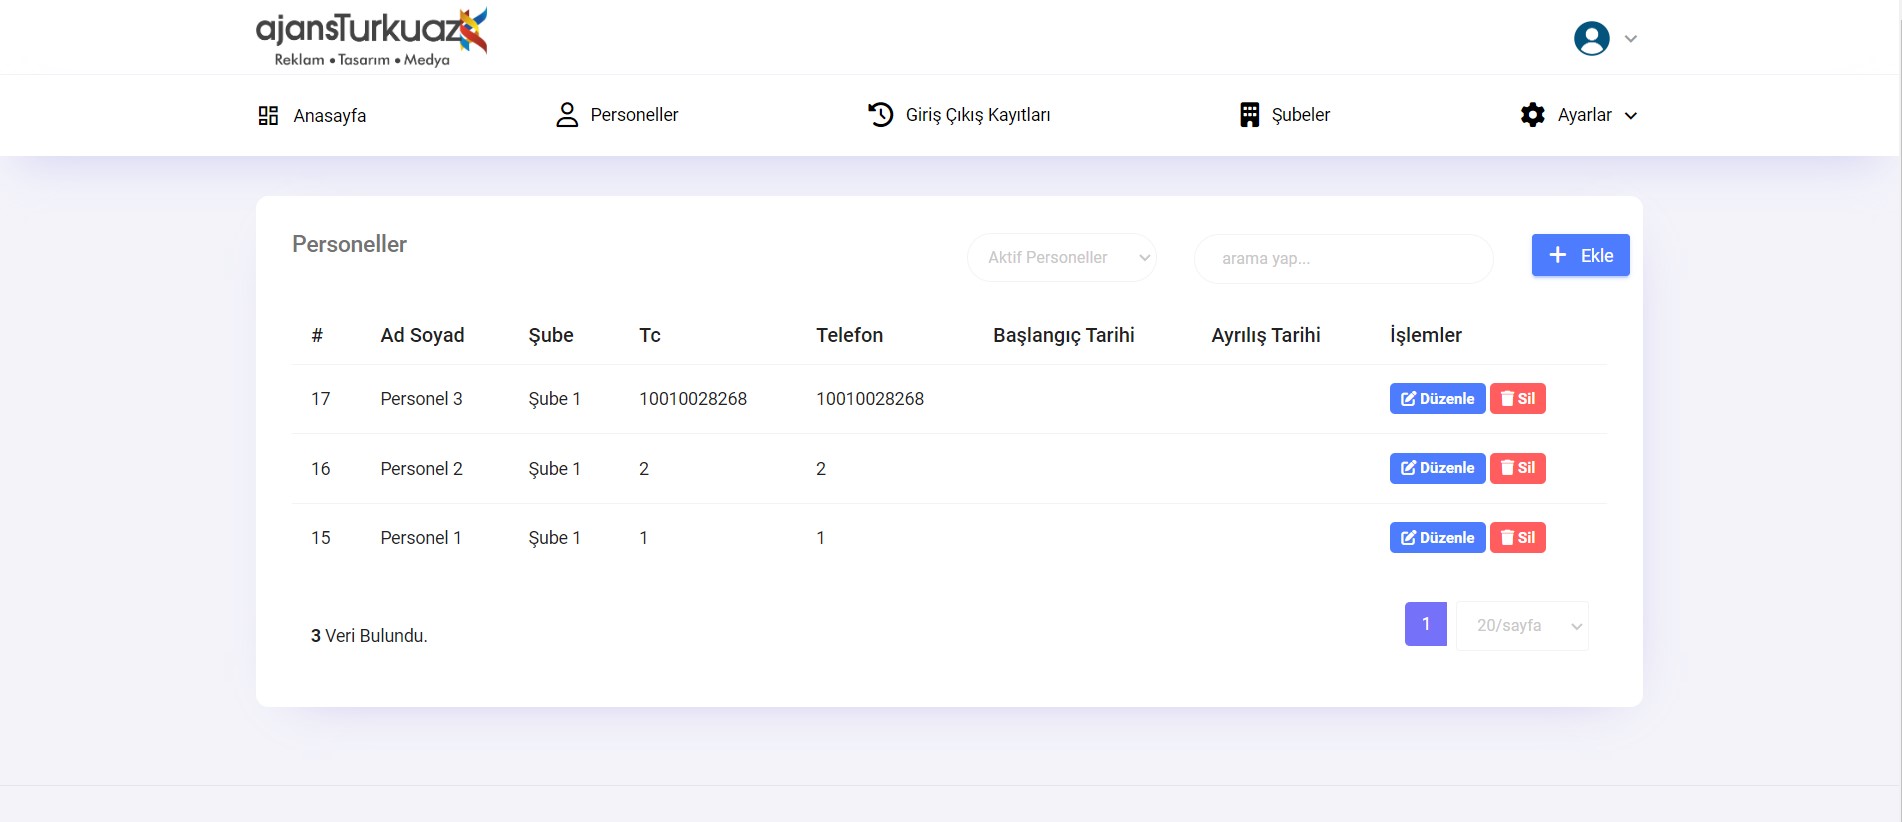 ajansTurkuaz
Reklam • Tasarım • Medya
Anasayfa Personeller Giriş Çıkış Kayıtları Şubeler Ayarlar
Personeller Aktif Personeller arama yap... + Ekle
# Ad Soyad Şube Tc Telefon Başlangıç Tarihi Ayrılış Tarihi İşlemler
17 Personel 3 Şube 1 10010028268 10010028268 Düzenle Sil
16 Personel 2 Şube 1 2 2 Düzenle Sil
15 Personel 1 Şube 1 1 1 Düzenle Sil
3 Veri Bulundu. 1 20/sayfa